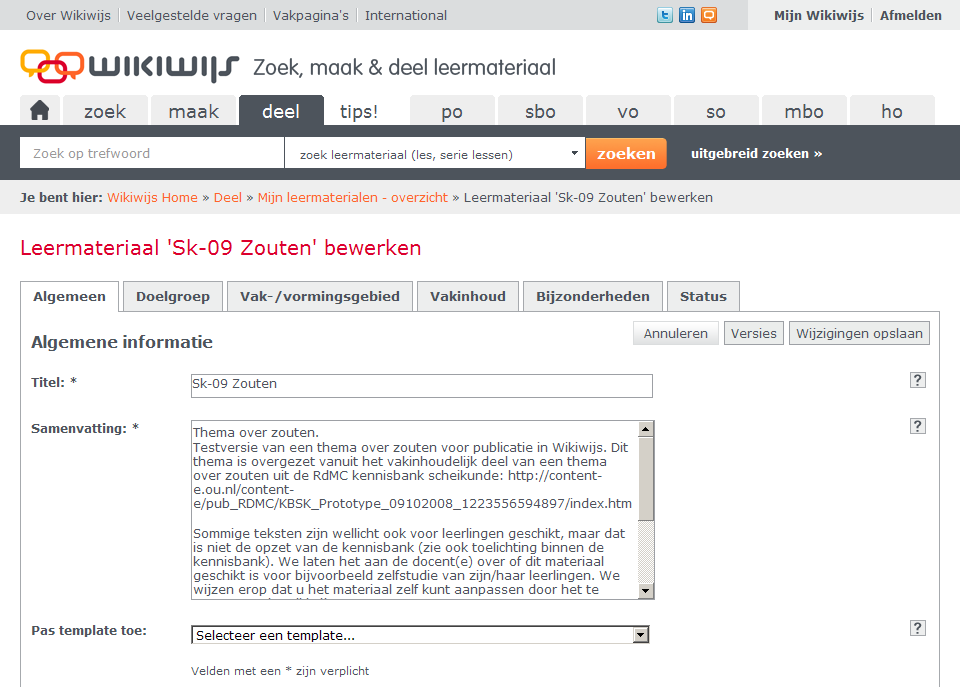 Over Wikiwijs Veelgestelde vragen Vakpagina's International Mijn Wikiwijs Afmelden
wikiwijs Zoek, maak & deel leermateriaal
zoek maak deel tips! po sbo vo so mbo ho
Zoek op trefwoord zoek leermateriaal (les, serie lessen) zoeken uitgebreid zoeken »
Je bent hier: Wikiwijs Home » Deel » Mijn leermaterialen - overzicht » Leermateriaal 'Sk-09 Zouten' bewerken
Leermateriaal 'Sk-09 Zouten' bewerken
Algemeen Doelgroep Vak-/vormingsgebied Vakinhoud Bijzonderheden Status
Annuleren Versies Wijzigingen opslaan
Algemene informatie
Titel: * Sk-09 Zouten ?
Samenvatting: * ?
Thema over zouten.
Testversie van een thema over zouten voor publicatie in Wikiwijs. Dit
thema is overgezet vanuit het vakinhoudelijk deel van een thema
over zouten uit de RdMC kennisbank scheikunde: http://content-
e.ou.nl/content-
e/pub_RDMC/KBSK_Prototype_09102008_1223556594897/index.htm
Sommige teksten zijn wellicht ook voor leerlingen geschikt, maar dat
is niet de opzet van de kennisbank (zie ook toelichting binnen de
kennisbank). We laten het aan de docent(e) over of dit materiaal
geschikt is voor bijvoorbeeld zelfstudie van zijn/haar leerlingen. We
wijzen erop dat u het materiaal zelf kunt aanpassen door het te
Pas template toe: Selecteer een template... ?
Velden met een * zijn verplicht